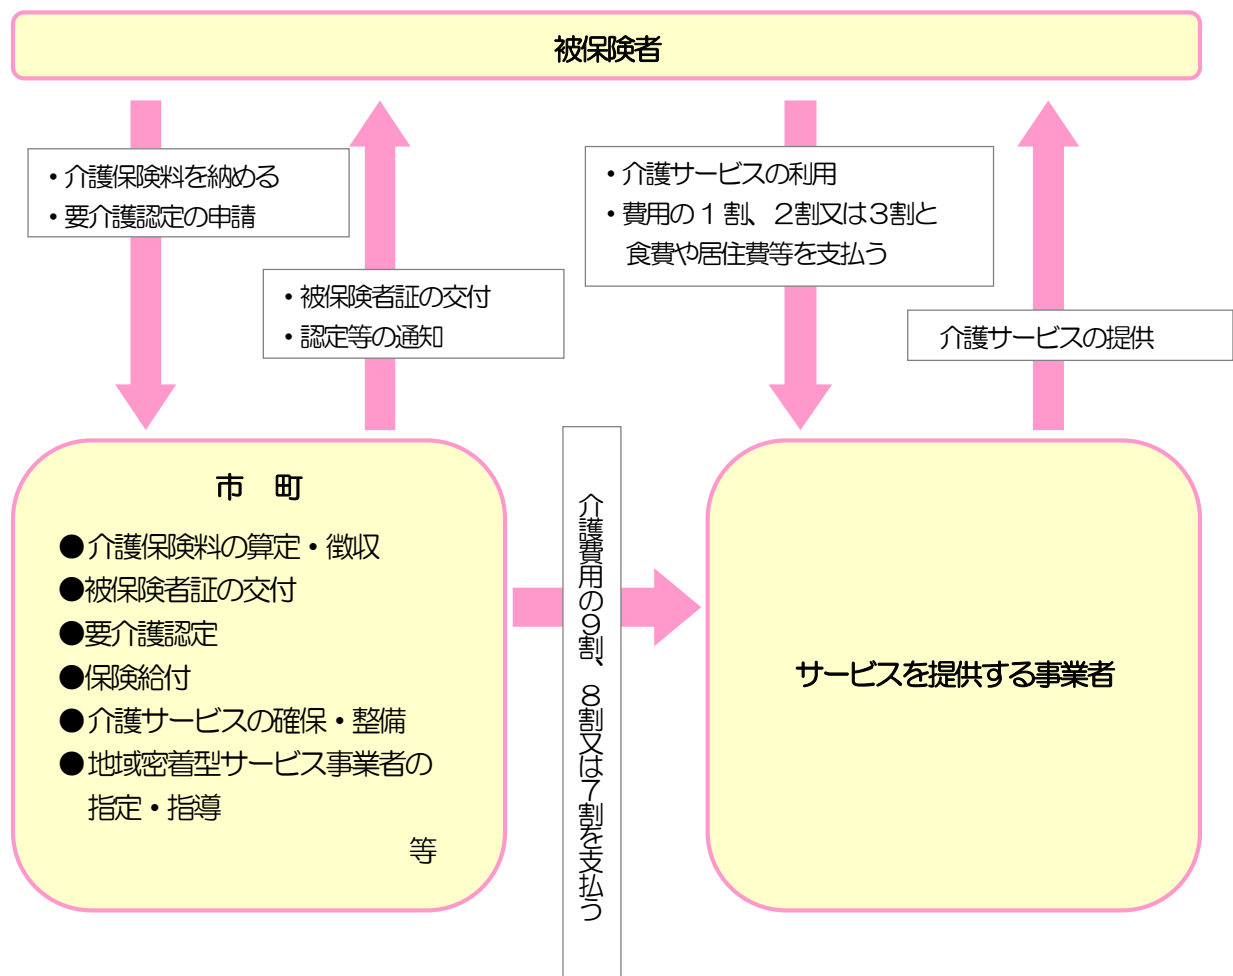 被保険者
・介護保険料を納める
・要介護認定の申請
・被保険者証の交付
・認定等の通知
・介護サービスの利用
・費用の1割、2割又は3割と
食費や居住費等を支払う
介護サービスの提供
市　町
●介護保険料の算定・徴収
●被保険者証の交付
●要介護認定
●保険給付
●介護サービスの確保・整備
●地域密着型サービス事業者の
指定・指導
等
介護費用の9割、8割又は7割を支払う
サービスを提供する事業者